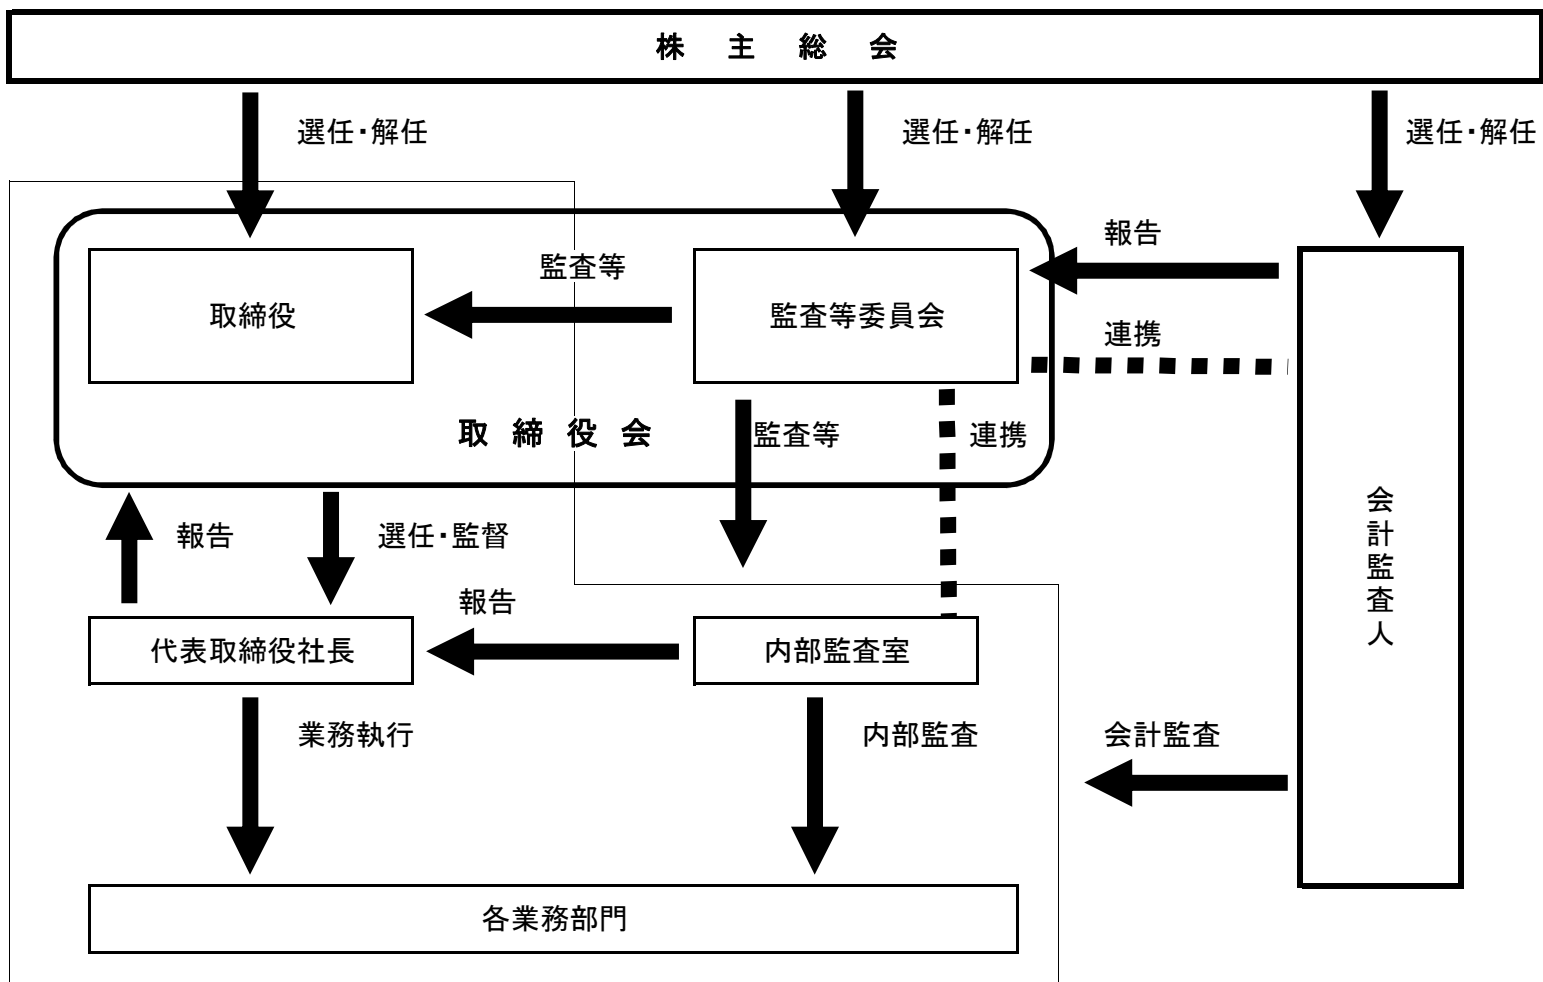 株主総会
選任・解任
選任・解任
選任・解任
報告
監査等
取締役
監査等委員会
連携
取締役会
監査等
連携
会計監査人
報告
選任・監督
報告
代表取締役社長
内部監査室
業務執行
内部監査
会計監査
各業務部門